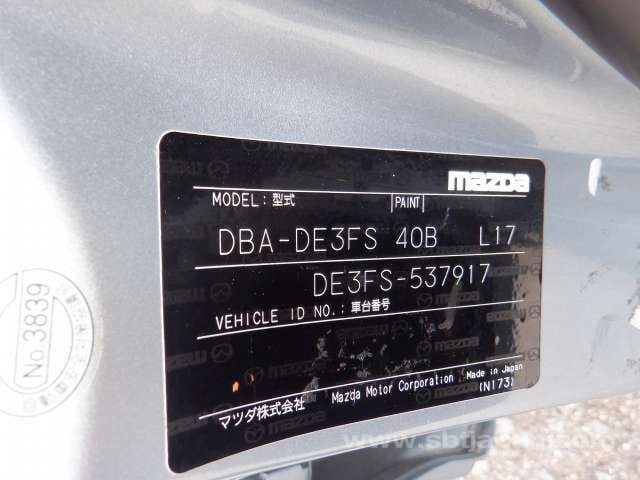 mazda
MODEL: 型式 PAINT
DBA-DE3FS 40B L17
DE3FS-537917
VEHICLE ID NO.: 車台番号
マツダ株式会社 Mazda Motor Corporation Made in Japan
(N173)
No.3839